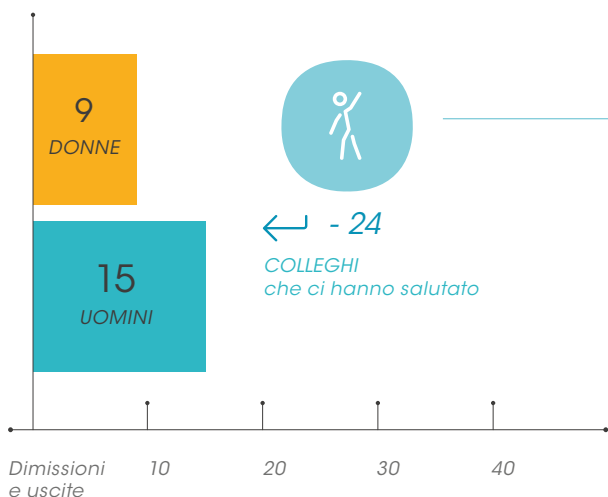 9
DONNE
15
UOMINI
- 24
COLLEGHI
che ci hanno salutato
Dimissioni
e uscite
10
20
30
40